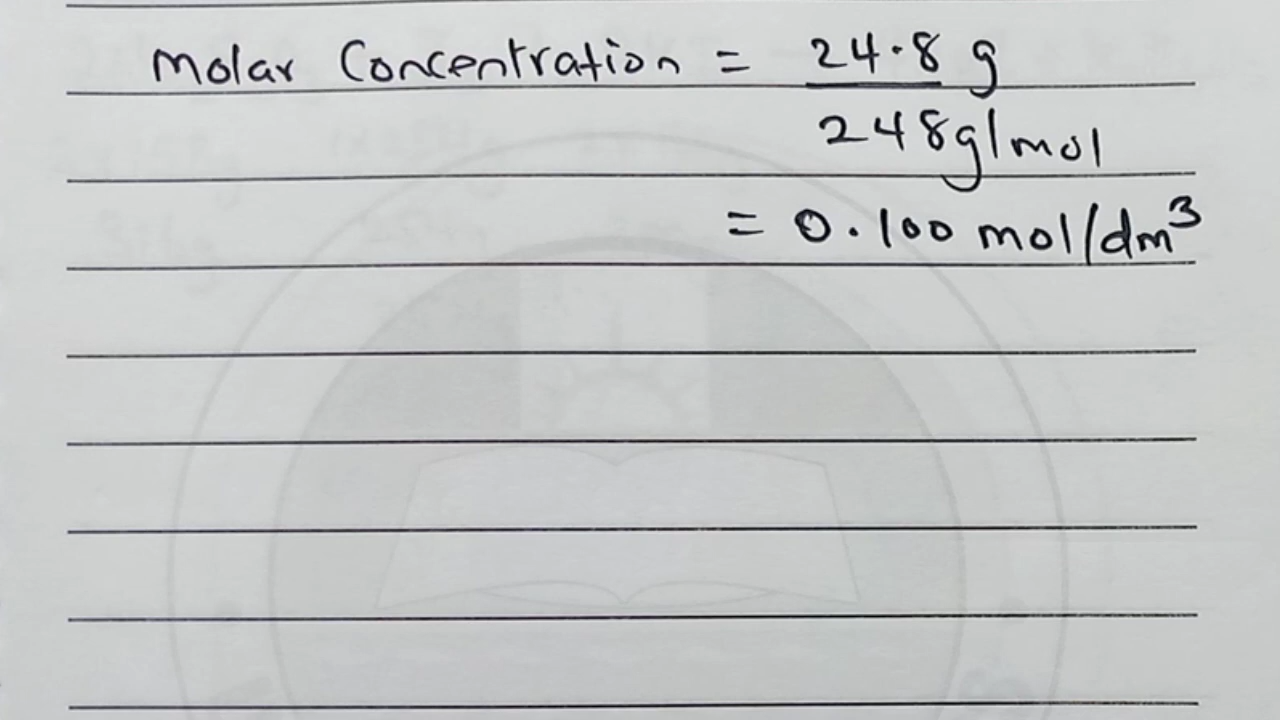 Molar Concentration = 24.8 g
248g/mol
= 0.100 mol/dm³